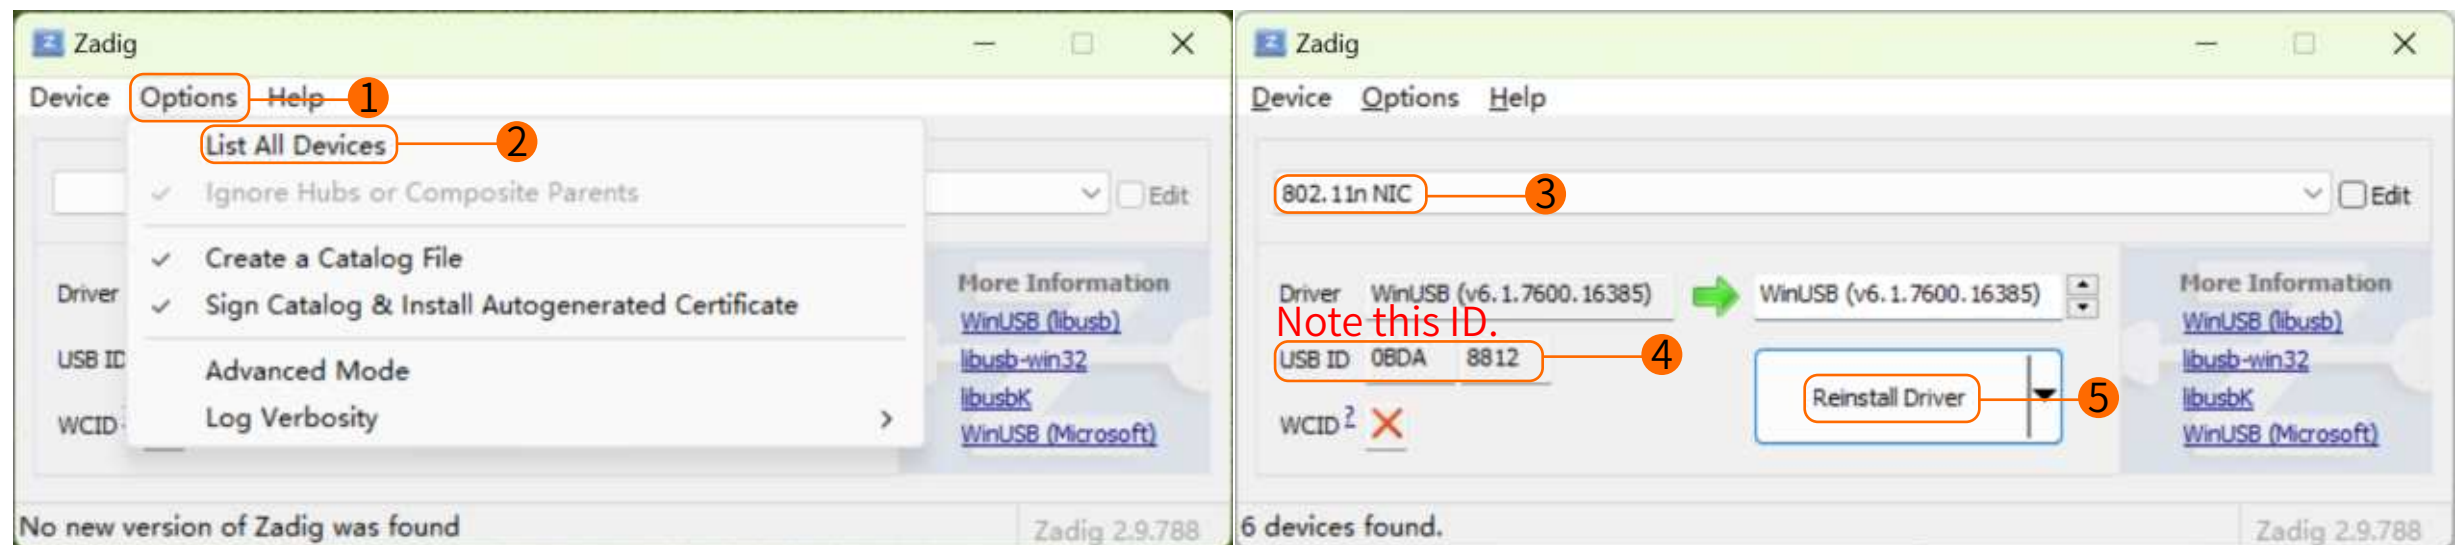 Zadig
Device Options Help 1
List All Devices 2
Ignore Hubs or Composite Parents
Edit
Create a Catalog File
Sign Catalog & Install Autogenerated Certificate
Driver
USB ID
WCID
Advanced Mode
Log Verbosity
More Information
WinUSB (libusb)
libusb-win32
libusbK
WinUSB (Microsoft)
No new version of Zadig was found
Zadig 2.9.788
Zadig
Device Options Help
802.11n NIC 3
Edit
Driver WinUSB (v6.1.7600.16385) WinUSB (v6.1.7600.16385)
Note this ID.
USB ID 0BDA 8812 4
Reinstall Driver 5
WCID ?
More Information
WinUSB (libusb)
libusb-win32
libusbK
WinUSB (Microsoft)
6 devices found.
Zadig 2.9.788